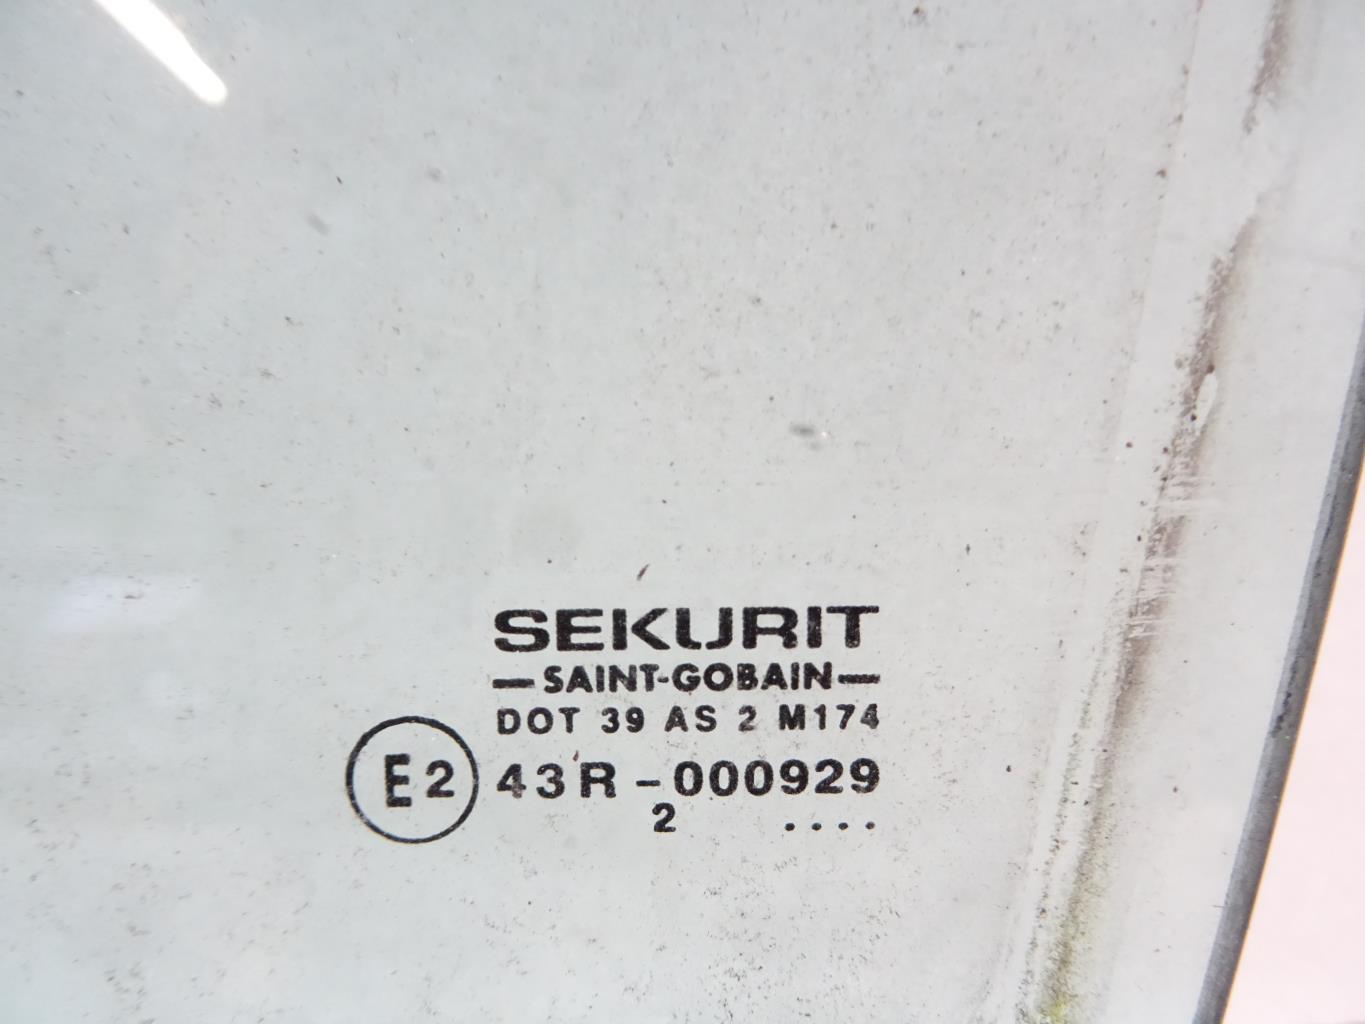 SEKURIT
—SAINT-GOBAIN—
DOT 39 AS 2 M174
E2 43R-000929
2 ....